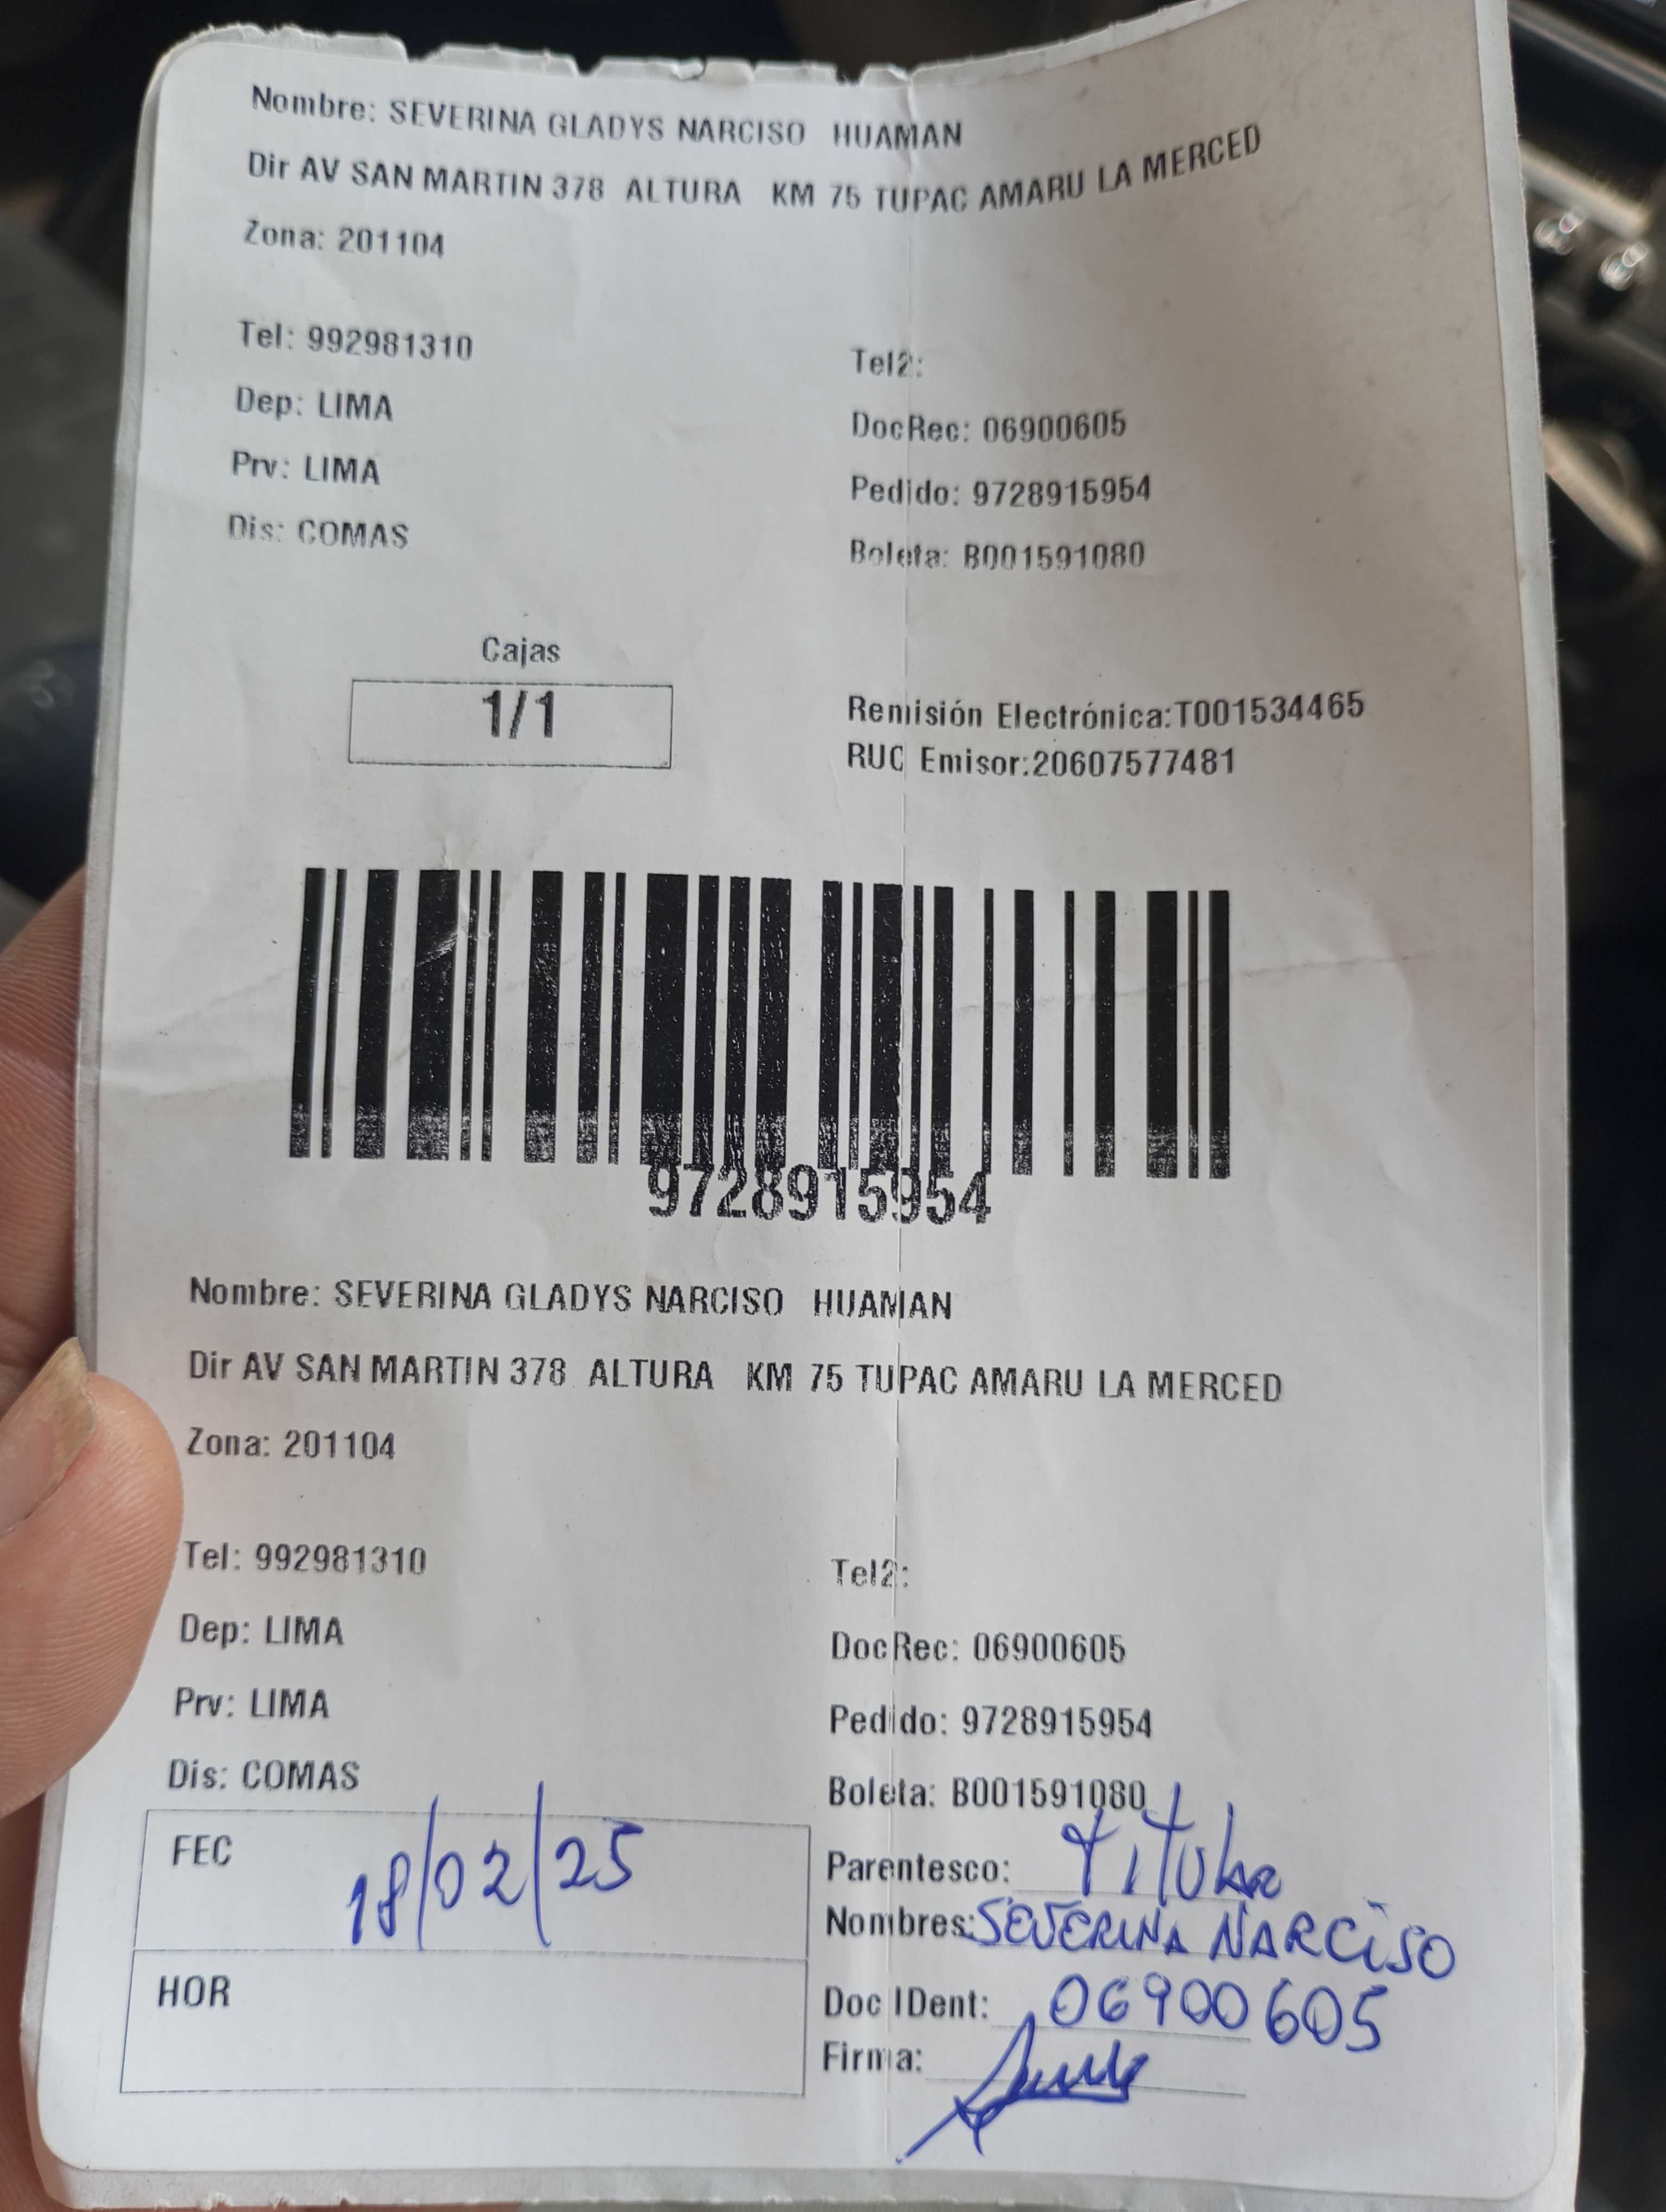 Nombre: SEVERINA GLADYS NARCISO HUAMAN
Dir AV SAN MARTIN 378 ALTURA KM 75 TUPAC AMARU LA MERCED
Zona: 201104
Tel: 992981310
Tel2:
Dep: LIMA
DocRec: 06900605
Prv: LIMA
Pedido: 9728915954
Dis: COMAS
Boleta: B001591080
Cajas
1/1
Remisión Electrónica:T001534465
RUC Emisor:20607577481
9728915954
Nombre: SEVERINA GLADYS NARCISO HUAMAN
Dir AV SAN MARTIN 378 ALTURA KM 75 TUPAC AMARU LA MERCED
Zona: 201104
Tel: 992981310
Tel2:
Dep: LIMA
DocRec: 06900605
Prv: LIMA
Pedido: 9728915954
Dis: COMAS
Boleta: B001591080
FEC 18/02/25
Parentesco: titular
Nombres: SEVERINA NARCiSO
HOR
Doc IDent: 06900605
Firma: